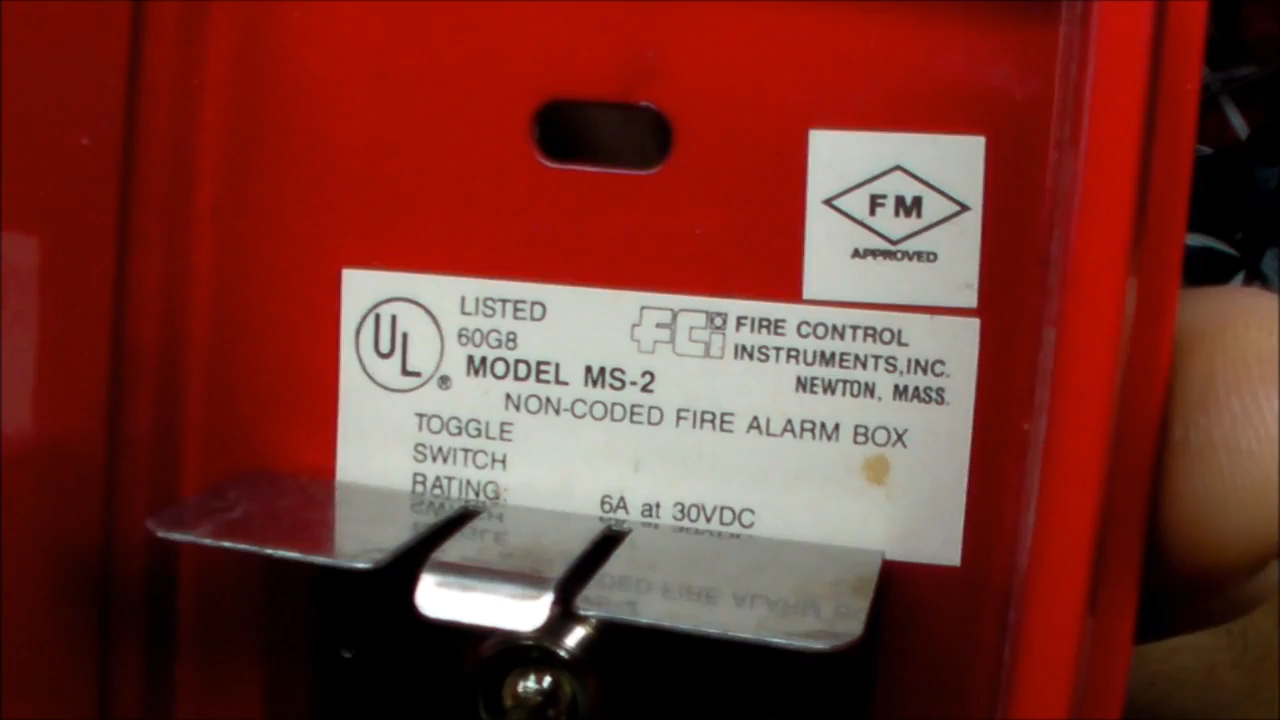 FM
APPROVED
UL
®
LISTED
60G8
MODEL MS-2
FCi
FIRE CONTROL
INSTRUMENTS,INC.
NEWTON, MASS.
NON-CODED FIRE ALARM BOX
TOGGLE
SWITCH
RATING:
6A at 30VDC